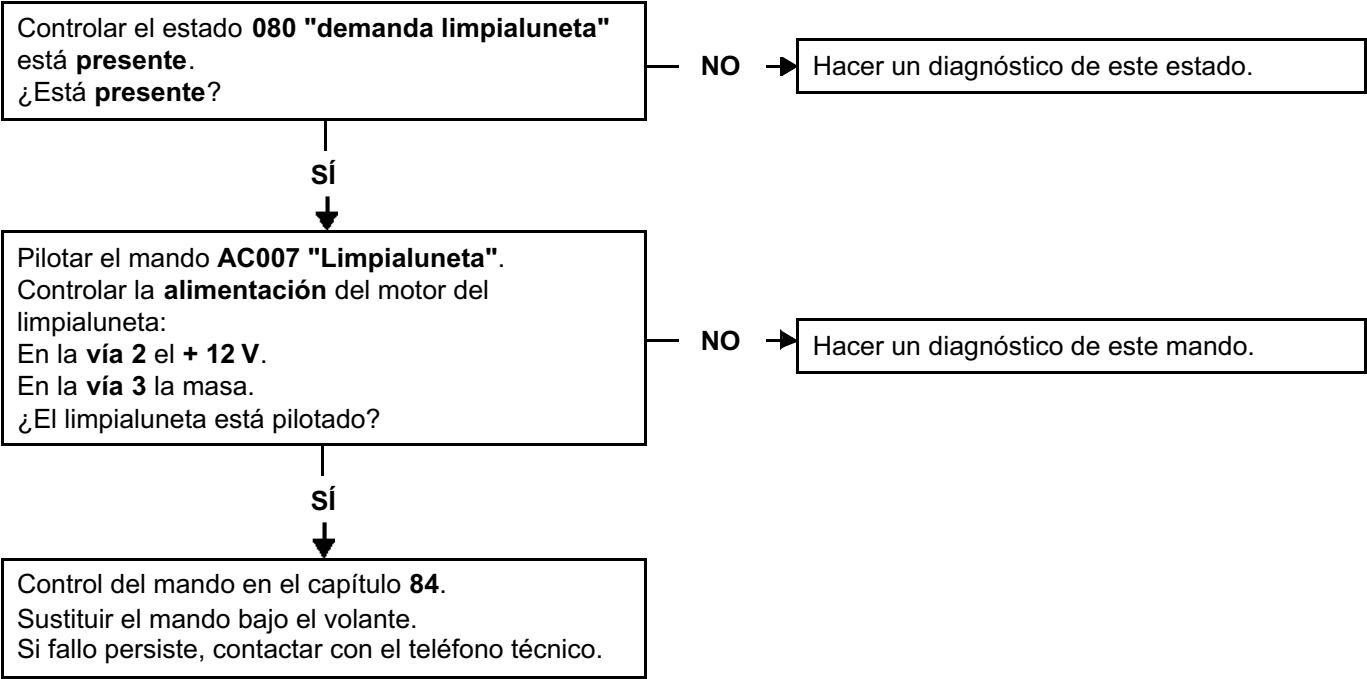 Controlar el estado 080 "demanda limpialuneta"
está presente.
¿Está presente?
NO
Hacer un diagnóstico de este estado.
SÍ
Pilotar el mando AC007 "Limpialuneta".
Controlar la alimentación del motor del
limpialuneta:
En la vía 2 el + 12 V.
En la vía 3 la masa.
¿El limpialuneta está pilotado?
NO
Hacer un diagnóstico de este mando.
SÍ
Control del mando en el capítulo 84.
Sustituir el mando bajo el volante.
Si fallo persiste, contactar con el teléfono técnico.